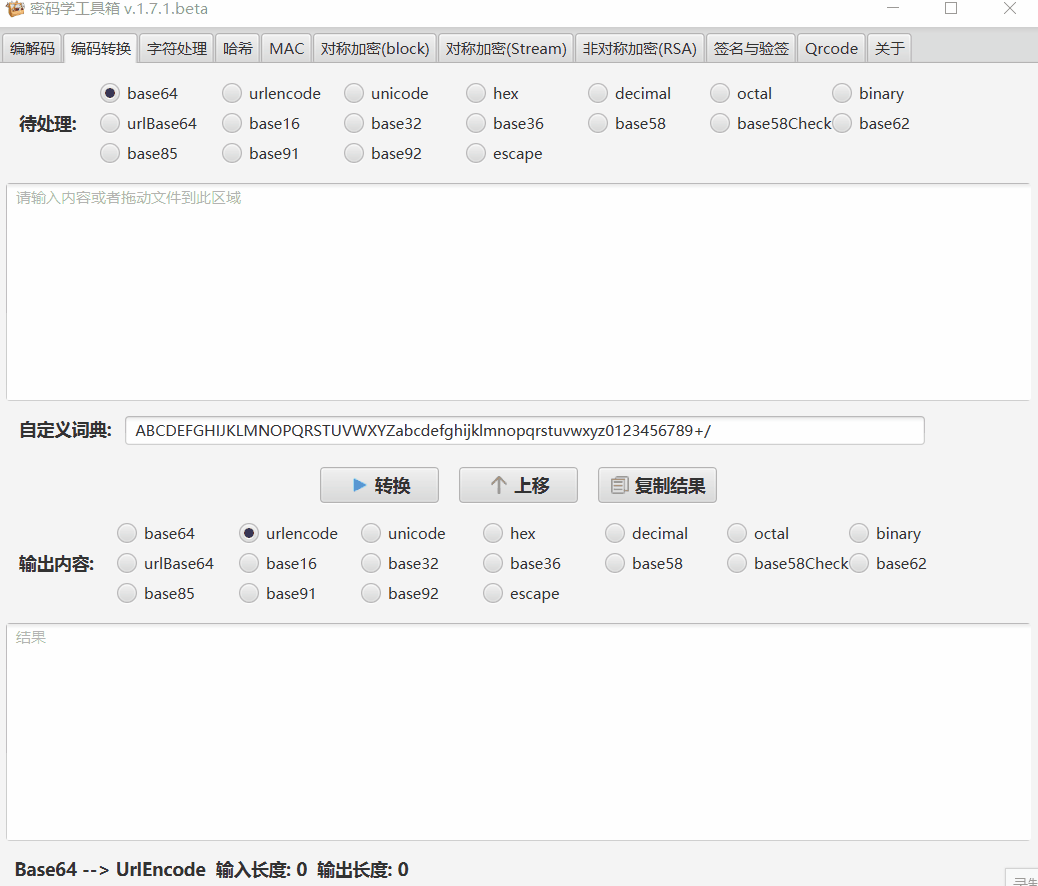 密码学工具箱 v.1.7.1.beta
编解码 编码转换 字符处理 哈希 MAC 对称加密(block) 对称加密(Stream) 非对称加密(RSA) 签名与验签 Qrcode 关于
base64 urlencode unicode hex decimal octal binary
待处理: urlBase64 base16 base32 base36 base58 base58Check base62
base85 base91 base92 escape
请输入内容或者拖动文件到此区域
自定义词典: ABCDEFGHIJKLMNOPQRSTUVWXYZabcdefghijklmnopqrstuvwxyz0123456789+/
转换 上移 复制结果
base64 urlencode unicode hex decimal octal binary
输出内容: urlBase64 base16 base32 base36 base58 base58Check base62
base85 base91 base92 escape
结果
Base64 --> UrlEncode 输入长度: 0 输出长度: 0